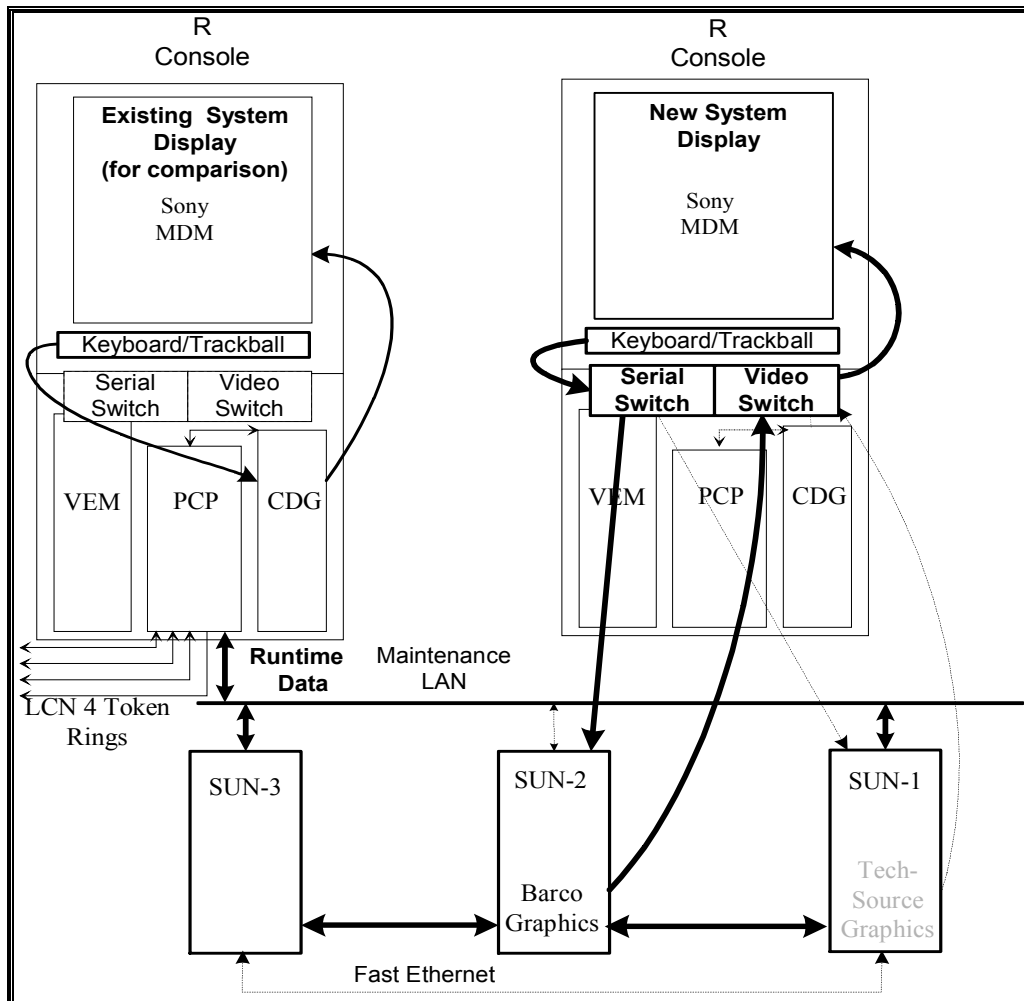 R
Console
Existing System
Display
(for comparison)
Sony
MDM
Keyboard/Trackball
Serial
Switch
Video
Switch
VEM
PCP
CDG
R
Console
New System
Display
Sony
MDM
Keyboard/Trackball
Serial
Switch
Video
Switch
VEM
PCP
CDG
Runtime
Data
Maintenance
LAN
LCN 4 Token
Rings
SUN-3
SUN-2
Barco
Graphics
SUN-1
Tech-
Source
Graphics
Fast Ethernet